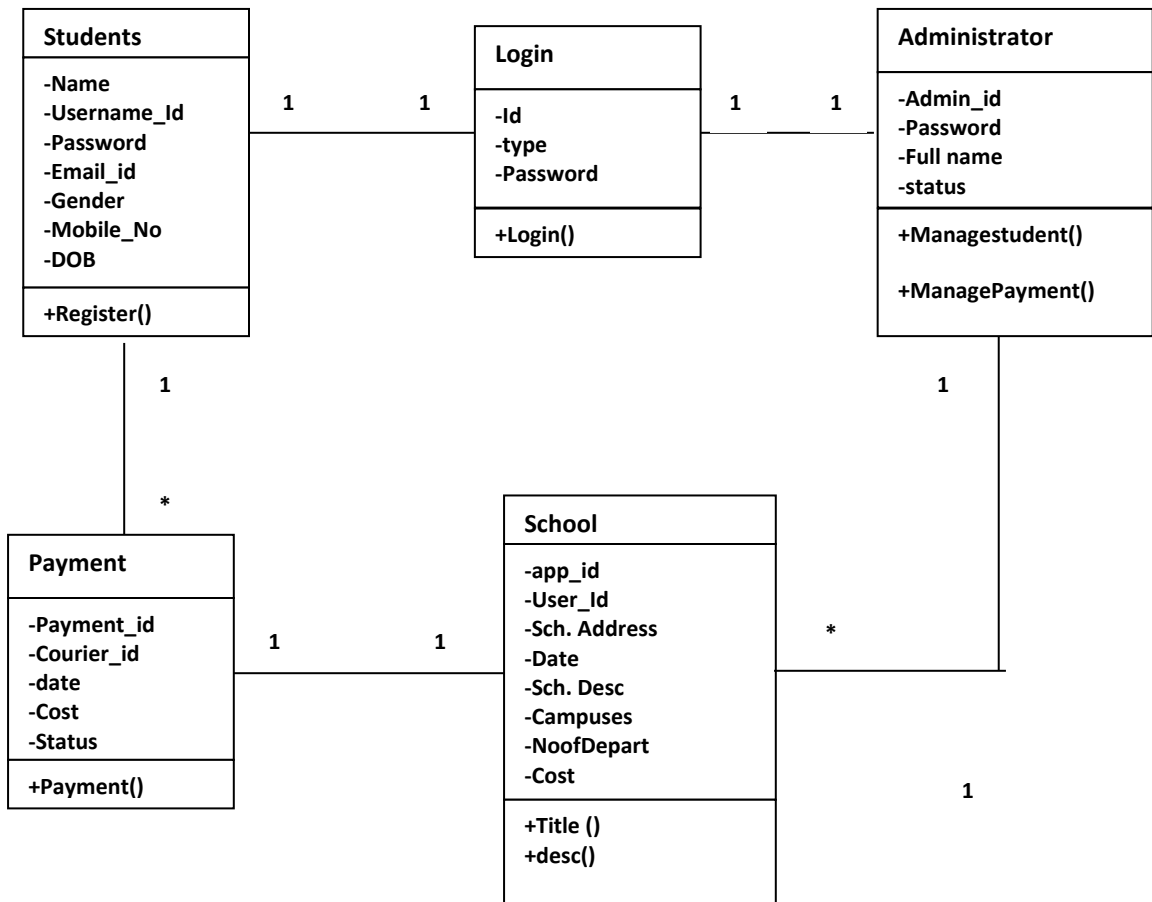 Students
-Name
-Username_Id
-Password
-Email_id
-Gender
-Mobile_No
-DOB
+Register()
1
1
Login
-Id
-type
-Password
+Login()
1
1
Administrator
-Admin_id
-Password
-Full name
-status
+Managestudent()
+ManagePayment()
1
*
1
Payment
-Payment_id
-Courier_id
-date
-Cost
-Status
+Payment()
1
1
School
-app_id
-User_Id
-Sch. Address
-Date
-Sch. Desc
-Campuses
-NoofDepart
-Cost
+Title ()
+desc()
*
1